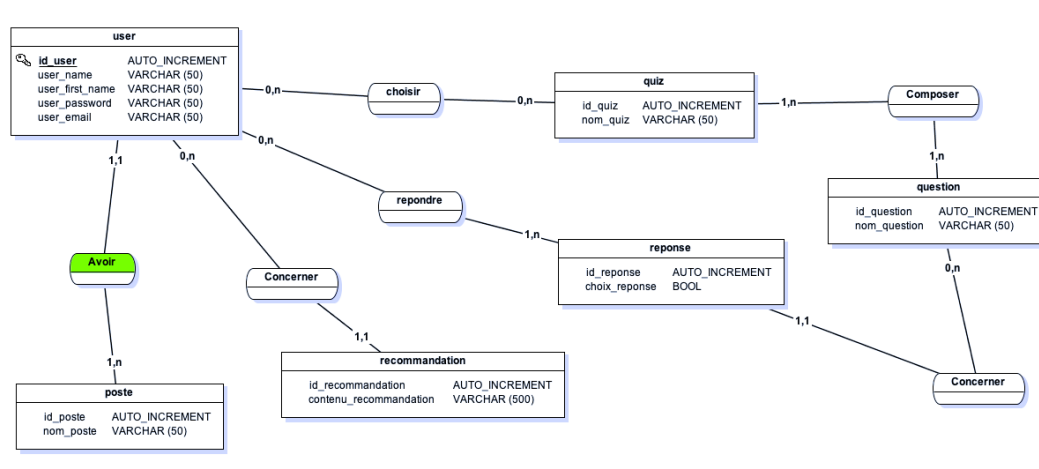 user
id_user AUTO_INCREMENT
user_name VARCHAR (50)
user_first_name VARCHAR (50)
user_password VARCHAR (50)
user_email VARCHAR (50)
0,n
choisir
0,n
quiz
id_quiz AUTO_INCREMENT
nom_quiz VARCHAR (50)
1,n
Composer
1,n
question
id_question AUTO_INCREMENT
nom_question VARCHAR (50)
0,n
1,1
0,n
0,n
repondre
1,n
reponse
id_reponse AUTO_INCREMENT
choix_reponse BOOL
1,1
Concerner
Avoir
1,n
poste
id_poste AUTO_INCREMENT
nom_poste VARCHAR (50)
Concerner
1,1
recommandation
id_recommandation AUTO_INCREMENT
contenu_recommandation VARCHAR (500)